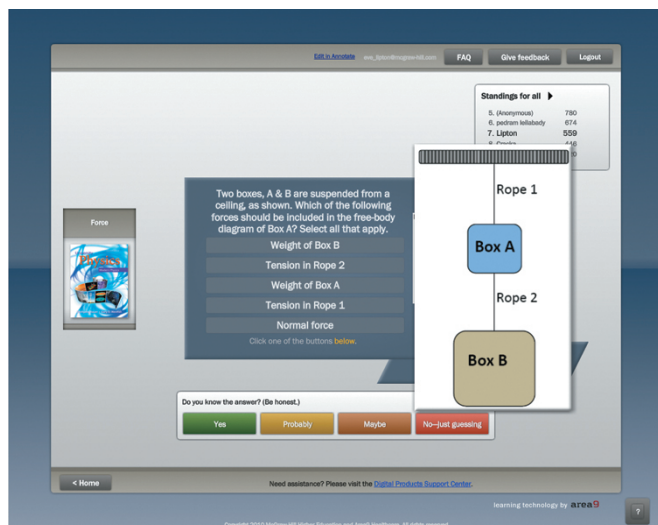 Edit in Annotate
FAQ
Give feedback
Logout
Standings for all
5. (Anonymous) 780
6. pedram leilabady 674
7. Lipton 559
Rope 1
Box A
Rope 2
Box B
Force
Physics
Two boxes, A & B are suspended from a
ceiling, as shown. Which of the following
forces should be included in the free-body
diagram of Box A? Select all that apply.
Weight of Box B
Tension in Rope 2
Weight of Box A
Tension in Rope 1
Normal force
Click one of the buttons below.
Do you know the answer? (Be honest.)
Yes
Probably
Maybe
No—just guessing
< Home
Need assistance? Please visit the Digital Products Support Center.
learning technology by area9
?